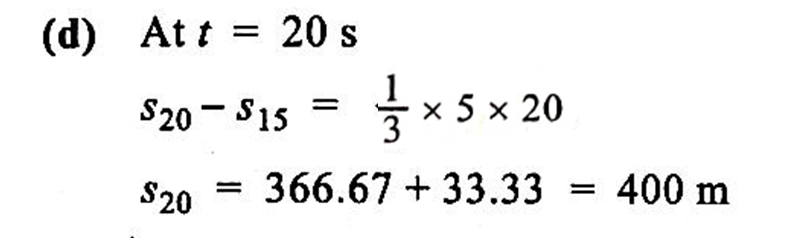 (d) At t = 20 s
s₂₀ – s₁₅ = 1/3 × 5 × 20
s₂₀ = 366.67 + 33.33 = 400 m